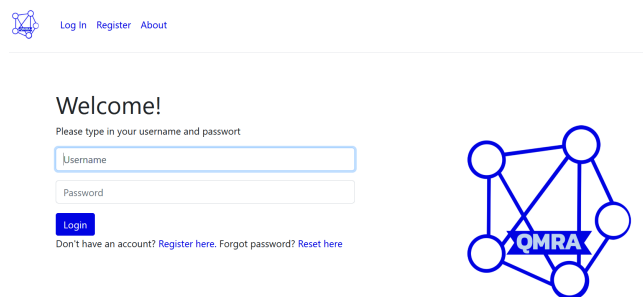 Log In Register About
Welcome!
Please type in your username and passwort
Username
Password
Login
Don't have an account? Register here. Forgot password? Reset here
QMRA